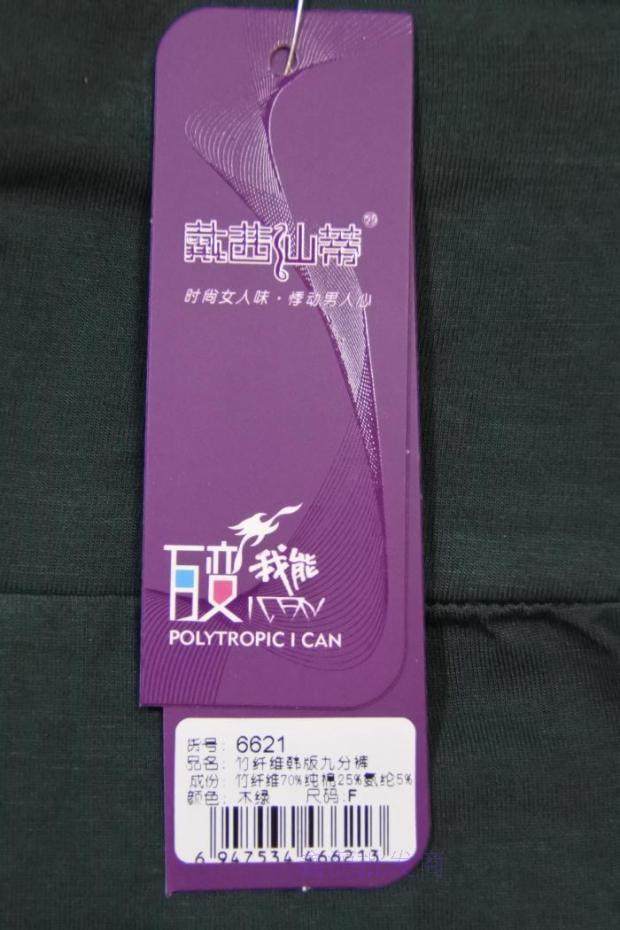 戴茜仙蒂®
时尚女人味·悸动男人心
百变我能
ICAN
POLYTROPIC I CAN
货号: 6621
品名: 竹纤维韩版九分裤
成份: 竹纤维70%纯棉25%氨纶5%
颜色: 木绿 尺码:F
6 947534 466213